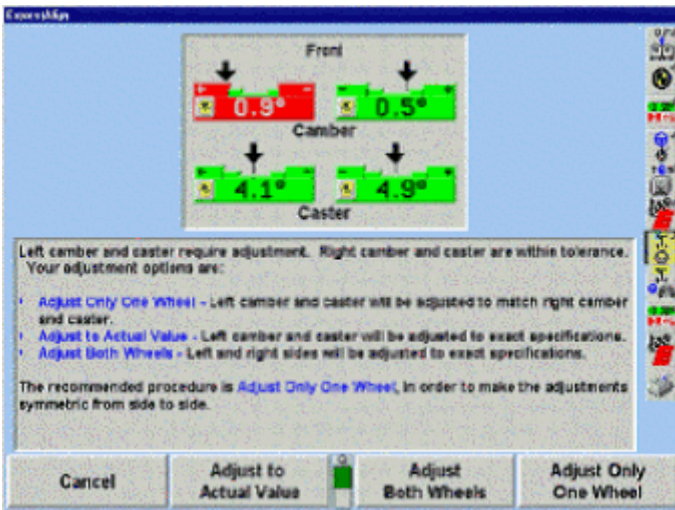 ExpressAlign
Front
+ -
0.9°
- +
0.5°
Camber
4.1°
4.9°
Caster
Left camber and caster require adjustment. Right camber and caster are within tolerance.
Your adjustment options are:
Adjust Only One Wheel - Left camber and caster will be adjusted to match right camber
and caster.
Adjust to Actual Value - Left camber and caster will be adjusted to exact specifications.
Adjust Both Wheels - Left and right sides will be adjusted to exact specifications.
The recommended procedure is Adjust Only One Wheel, in order to make the adjustments
symmetric from side to side.
Cancel
Adjust to
Actual Value
Adjust
Both Wheels
Adjust Only
One Wheel